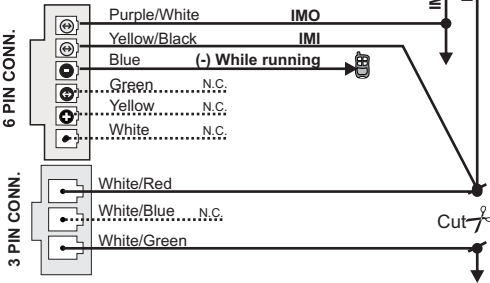 Purple/White IMO
Yellow/Black IMI
Blue (-) While running
Green N.C.
Yellow N.C.
White N.C.
6 PIN CONN.
White/Red
White/Blue N.C.
White/Green
3 PIN CONN.
Cut